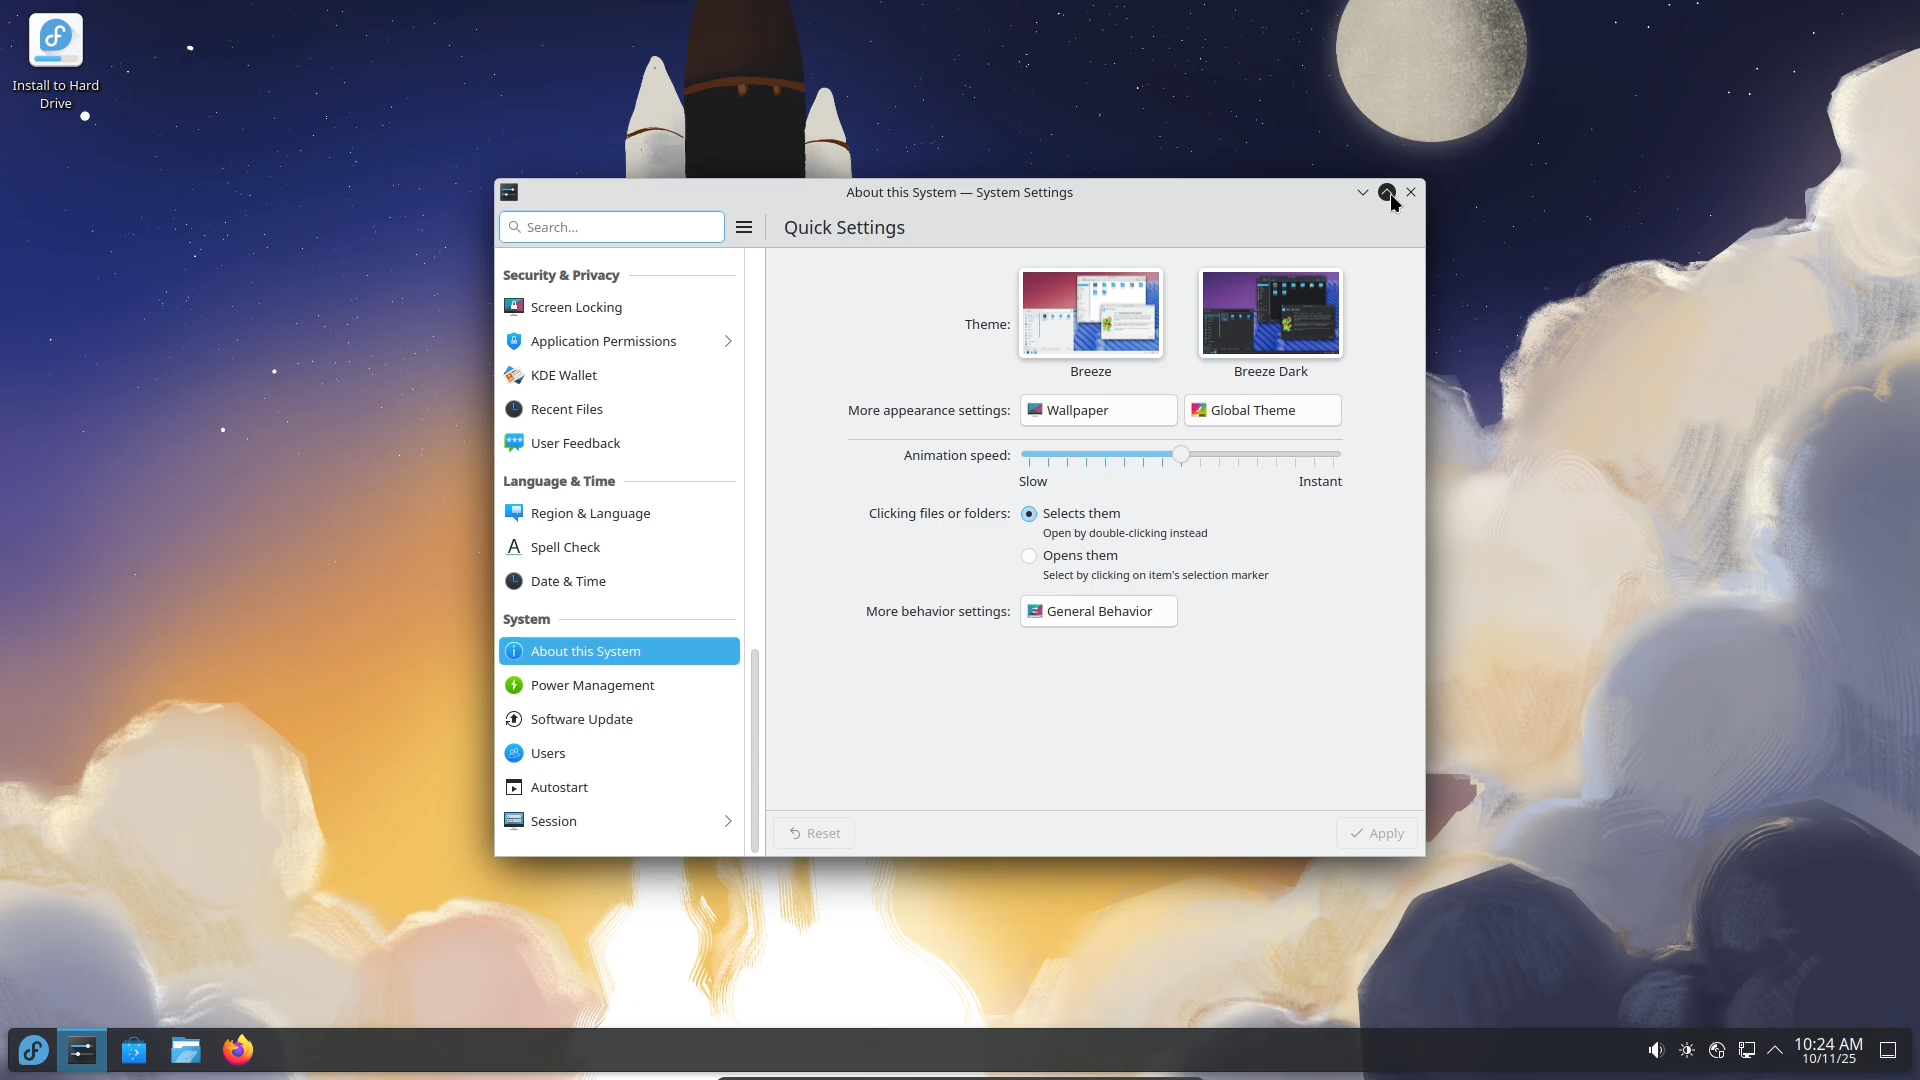 Install to Hard
Drive
About this System — System Settings
Search...
Quick Settings
Security & Privacy
Screen Locking
Application Permissions
KDE Wallet
Recent Files
User Feedback
Language & Time
Region & Language
Spell Check
Date & Time
System
About this System
Power Management
Software Update
Users
Autostart
Session
Theme:
Breeze
Breeze Dark
More appearance settings:
Wallpaper
Global Theme
Animation speed:
Slow
Instant
Clicking files or folders:
Selects them
Open by double-clicking instead
Opens them
Select by clicking on item's selection marker
More behavior settings:
General Behavior
Reset
Apply
10:24 AM
10/11/25